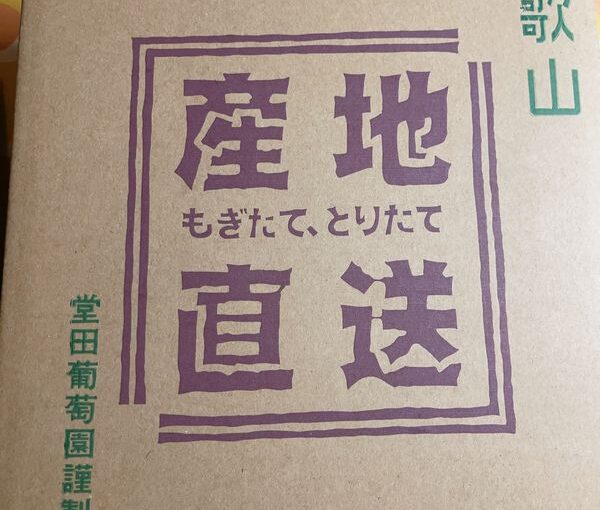 歌山
産地
もぎたて、とりたて
直送
堂田葡萄園謹製